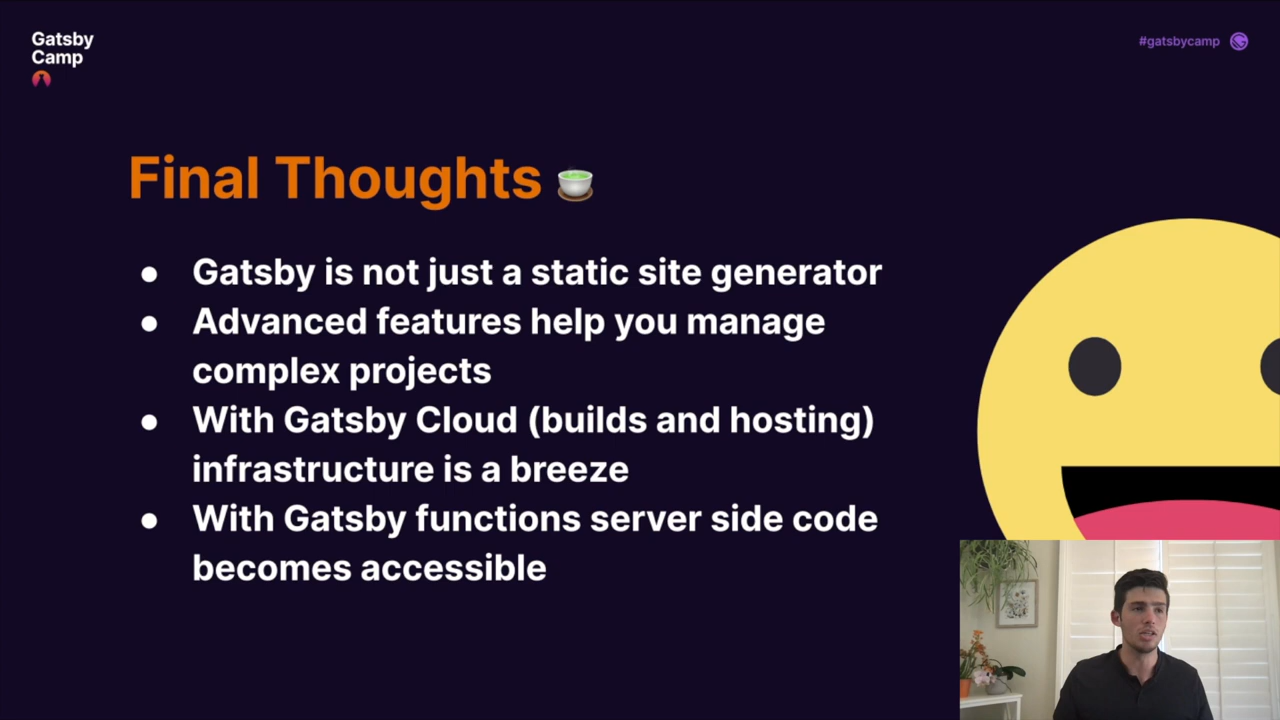 Gatsby
Camp
#gatsbycamp
Final Thoughts
● Gatsby is not just a static site generator
● Advanced features help you manage
complex projects
● With Gatsby Cloud (builds and hosting)
infrastructure is a breeze
● With Gatsby functions server side code
becomes accessible